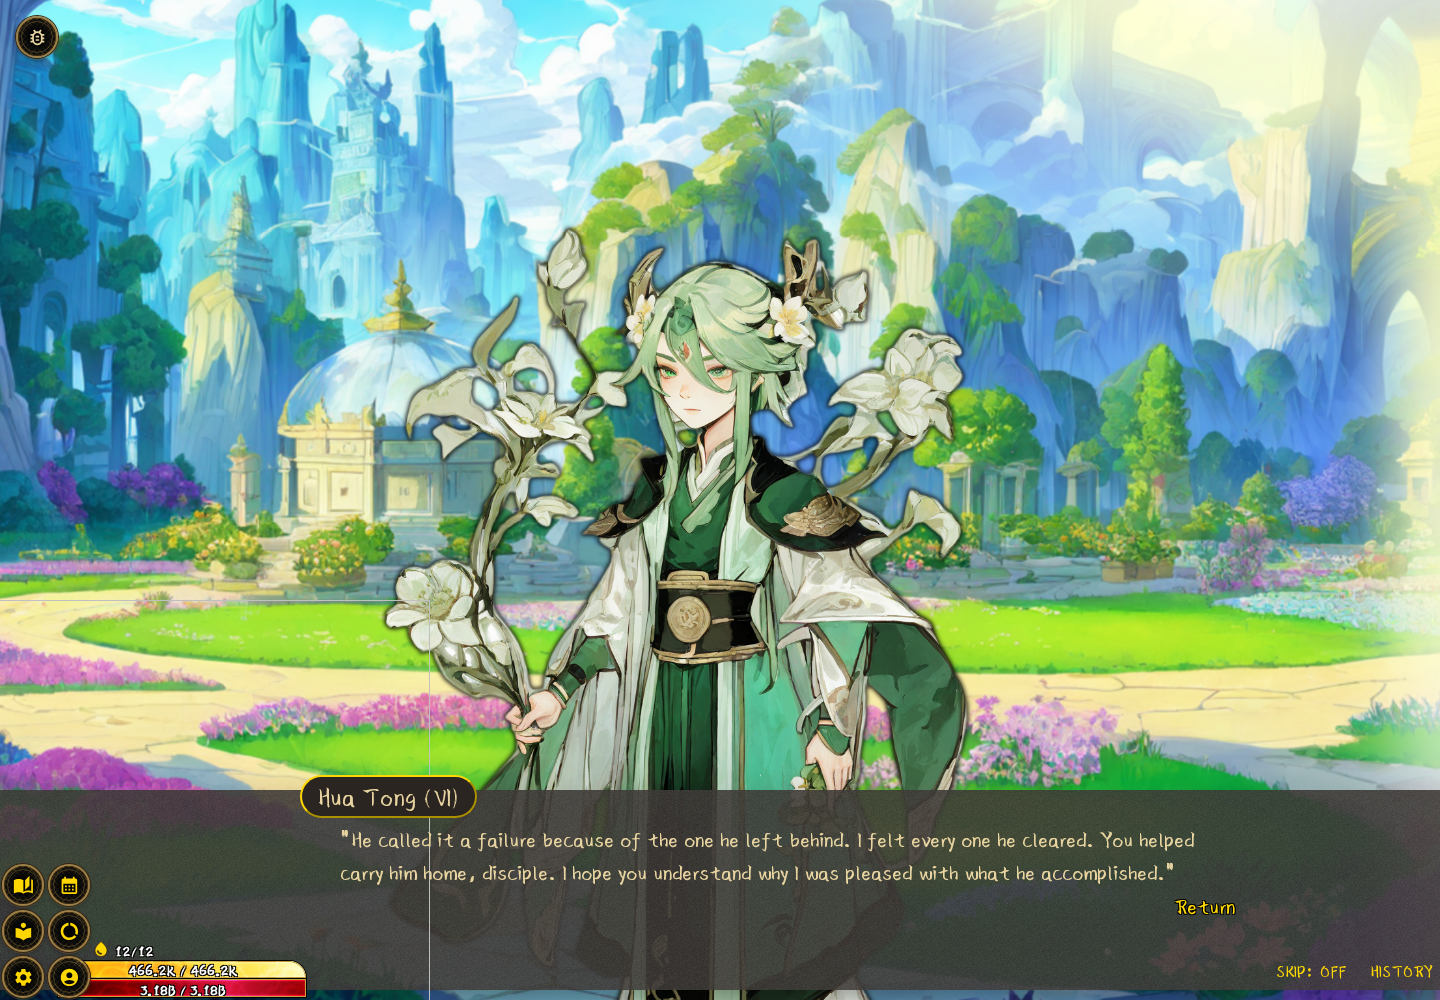 Hua Tong (VI)
"He called it a failure because of the one he left behind. I felt every one he cleared. You helped
carry him home, disciple. I hope you understand why I was pleased with what he accomplished."
Return
12/12
466.2K / 466.2K
3.18B / 3.18B
SKIP: OFF HISTORY